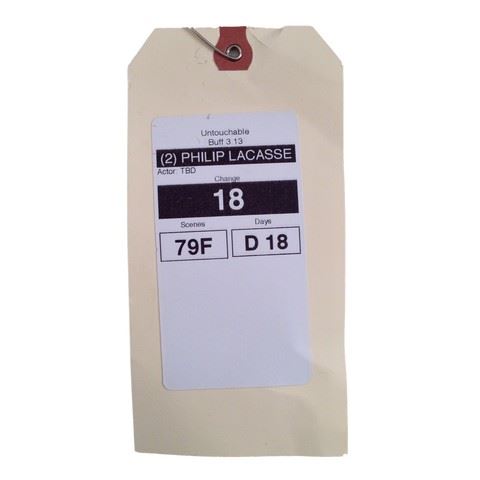 Untouchable
Buff 3.13
(2) PHILIP LACASSE
Actor: TBD
Change
18
Scenes Days
79F D 18